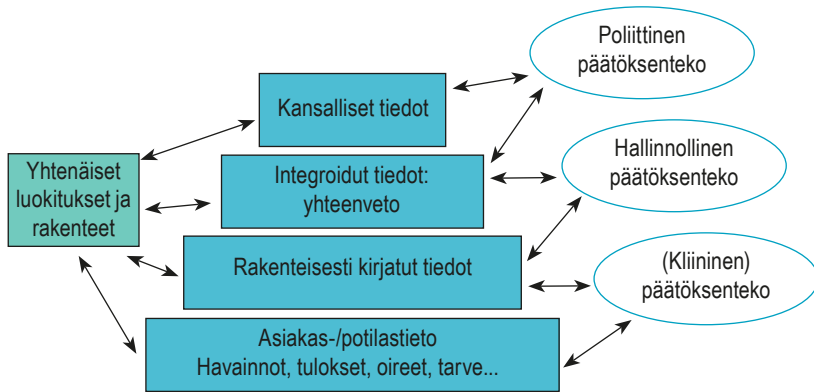 Poliittinen
päätöksenteko
Kansalliset tiedot
Hallinnollinen
päätöksenteko
Yhtenäiset
luokitukset ja
rakenteet
Integroidut tiedot:
yhteenveto
Rakenteisesti kirjatut tiedot
(Kliininen)
päätöksenteko
Asiakas-/potilastieto
Havainnot, tulokset, oireet, tarve...